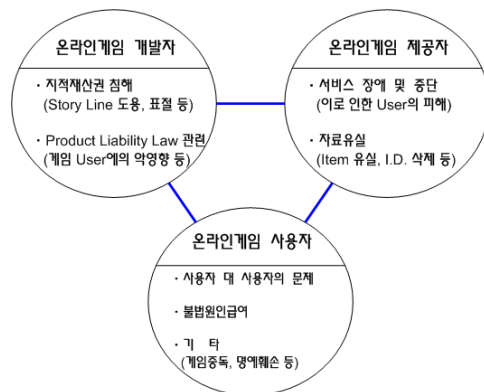 온라인게임 개발자
· 지적재산권 침해
(Story Line 도용, 표절 등)
· Product Liability Law 관련
(게임 User에의 악영향 등)
온라인게임 제공자
· 서비스 장애 및 중단
(이로 인한 User의 피해)
· 자료유실
(Item 유실, I.D. 삭제 등)
온라인게임 사용자
· 사용자 대 사용자의 문제
· 불법원인급여
· 기 타
(게임중독, 명예훼손 등)